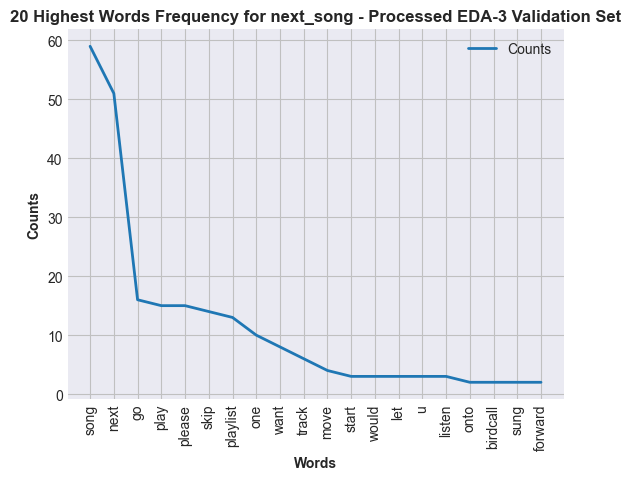 20 Highest Words Frequency for next_song - Processed EDA-3 Validation Set
Counts
60
50
40
30
20
10
0
Counts
song
next
go
play
please
skip
playlist
one
want
track
move
start
would
let
u
listen
onto
birdcall
sung
forward
Words